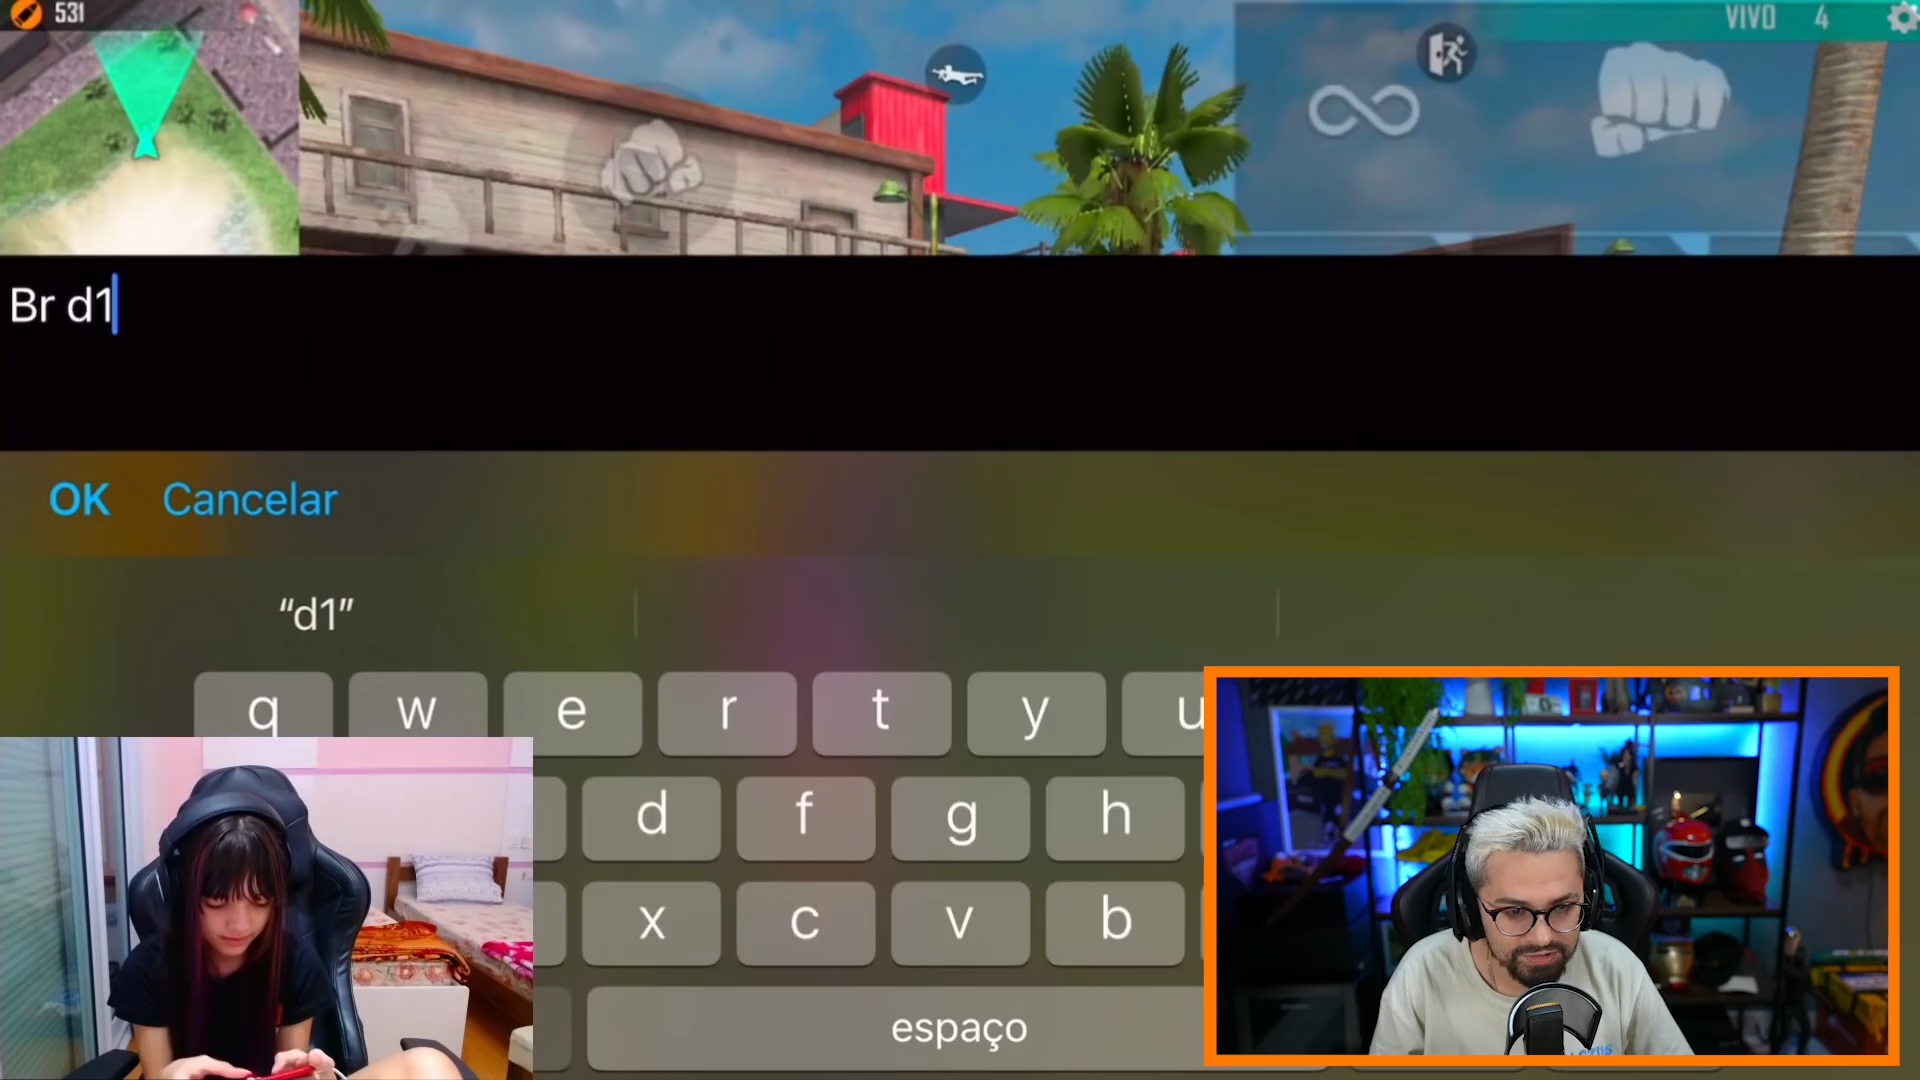 531
VIVO 4
Br d1
OK Cancelar
“d1”
q w e r t y u
d f g h
x c v b
espaço